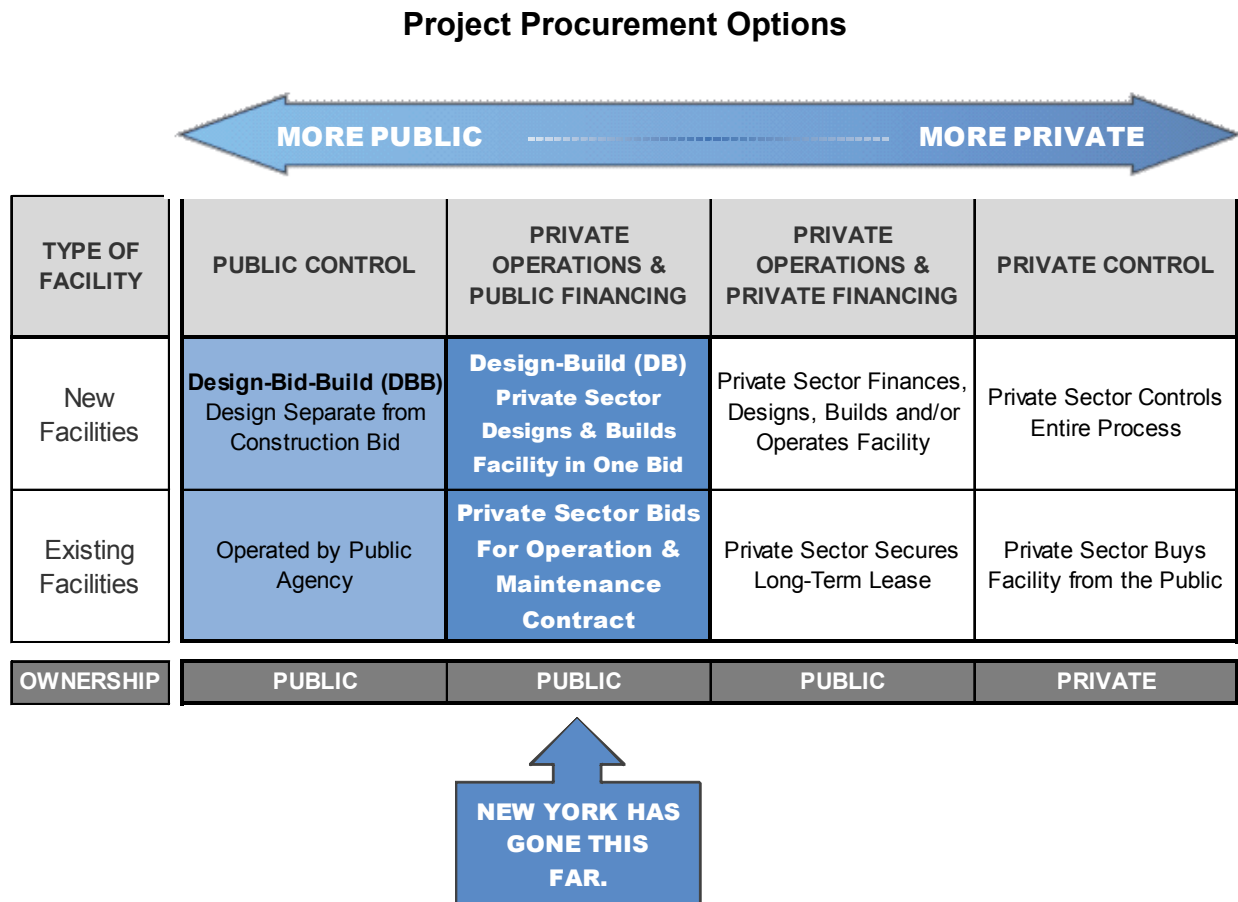 Project Procurement Options
MORE PUBLIC
MORE PRIVATE
TYPE OF
FACILITY
PUBLIC CONTROL
PRIVATE
OPERATIONS &
PUBLIC FINANCING
PRIVATE
OPERATIONS &
PRIVATE FINANCING
PRIVATE CONTROL
New
Facilities
Design-Bid-Build (DBB)
Design Separate from
Construction Bid
Design-Build (DB)
Private Sector
Designs & Builds
Facility in One Bid
Private Sector Finances,
Designs, Builds and/or
Operates Facility
Private Sector Controls
Entire Process
Existing
Facilities
Operated by Public
Agency
Private Sector Bids
For Operation &
Maintenance
Contract
Private Sector Secures
Long-Term Lease
Private Sector Buys
Facility from the Public
OWNERSHIP
PUBLIC
PUBLIC
PUBLIC
PRIVATE
NEW YORK HAS
GONE THIS
FAR.